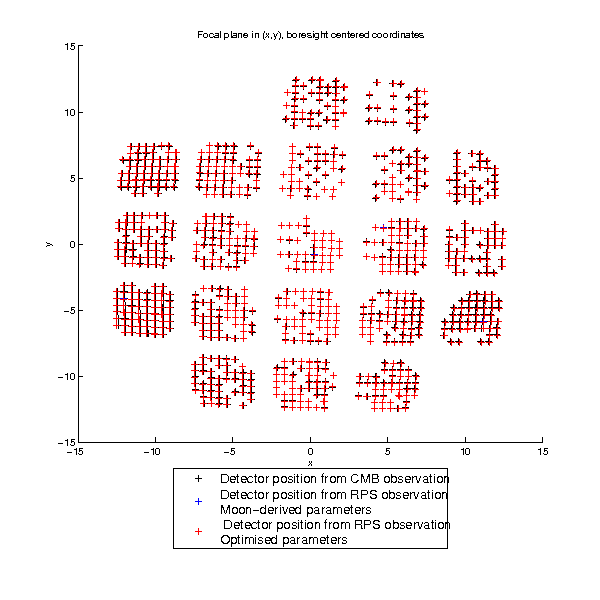 Focal plane in (x,y), boresight centered coordinates
15
10
5
y
0
−5
−10
−15
−15 −10 −5 0 5 10 15
x
Detector position from CMB observation
Detector position from RPS observation
Moon−derived parameters
Detector position from RPS observation
Optimised parameters